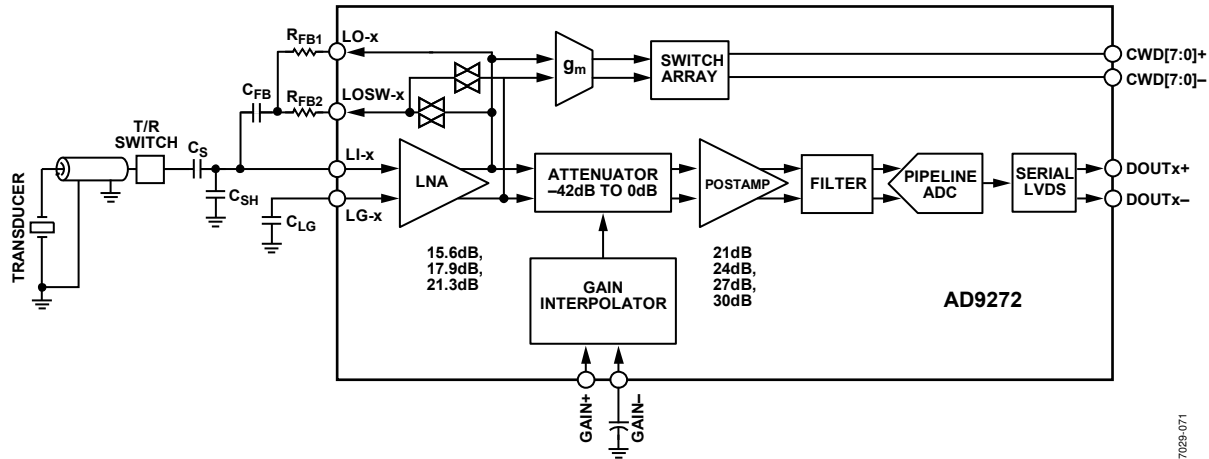 RFB1
LO-x
CFB
RFB2
LOSW-x
T/R
SWITCH
CS
LI-x
CSH
LG-x
CLG
TRANSDUCER
LNA
15.6dB,
17.9dB,
21.3dB
gm
SWITCH
ARRAY
CWD[7:0]+
CWD[7:0]–
ATTENUATOR
–42dB TO 0dB
POSTAMP
21dB
24dB,
27dB,
30dB
FILTER
PIPELINE
ADC
SERIAL
LVDS
DOUTx+
DOUTx–
GAIN
INTERPOLATOR
AD9272
GAIN+
GAIN–
7029-071